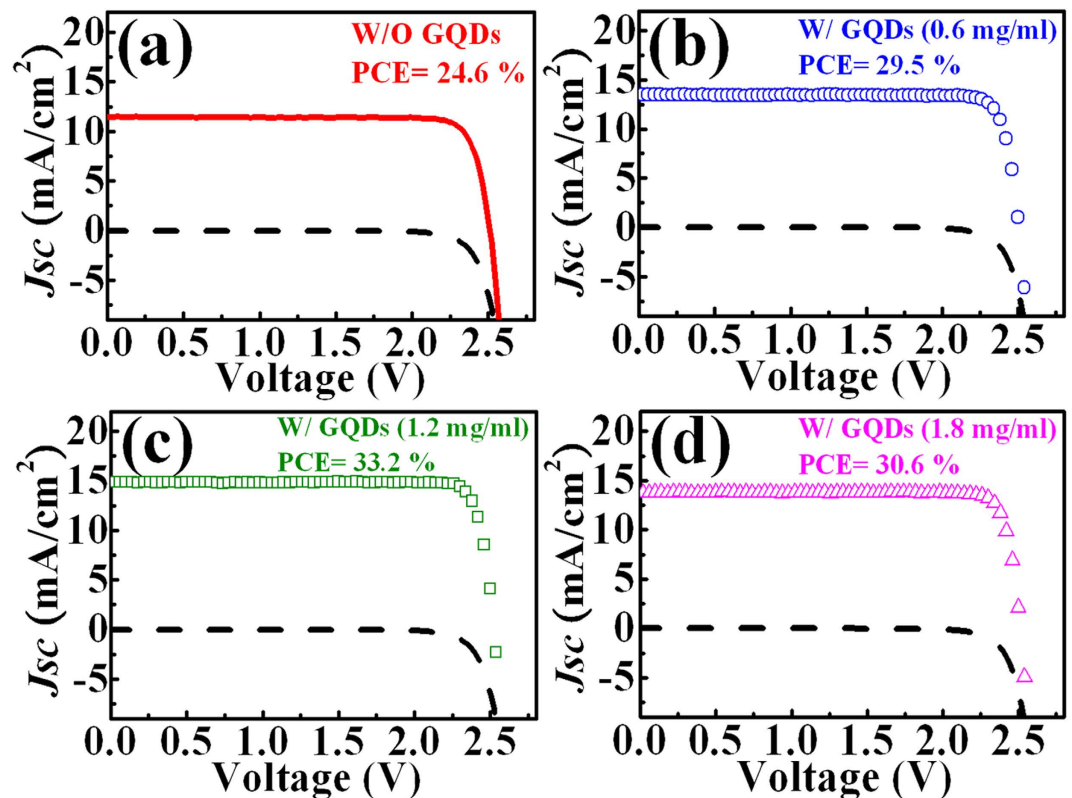 (a)
W/O GQDs
PCE= 24.6 %
20
15
10
5
0
-5
Jsc (mA/cm²)
0.0 0.5 1.0 1.5 2.0 2.5
Voltage (V)
(b)
W/ GQDs (0.6 mg/ml)
PCE= 29.5 %
20
15
10
5
0
-5
Jsc (mA/cm²)
0.0 0.5 1.0 1.5 2.0 2.5
Voltage (V)
(c)
W/ GQDs (1.2 mg/ml)
PCE= 33.2 %
20
15
10
5
0
-5
Jsc (mA/cm²)
0.0 0.5 1.0 1.5 2.0 2.5
Voltage (V)
(d)
W/ GQDs (1.8 mg/ml)
PCE= 30.6 %
20
15
10
5
0
-5
Jsc (mA/cm²)
0.0 0.5 1.0 1.5 2.0 2.5
Voltage (V)